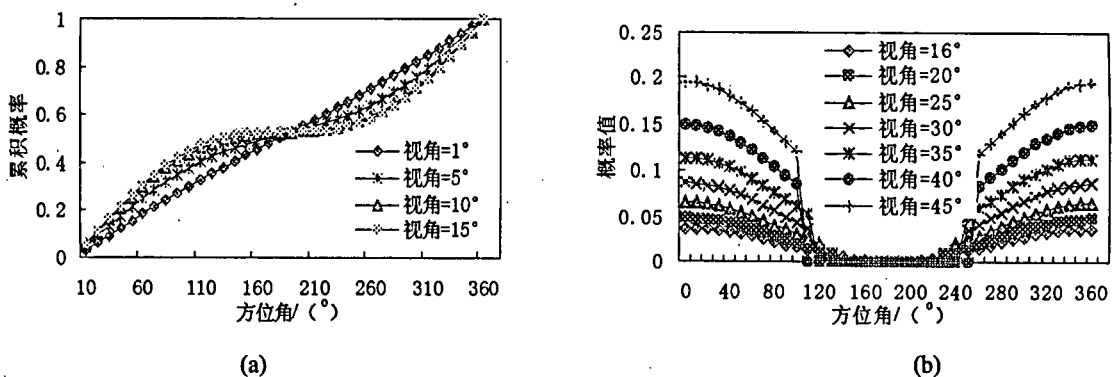 1
0.8
0.6
0.4
0.2
0
累积概率
视角=1°
视角=5°
视角=10°
视角=15°
10 60 110 160 210 260 310 360
方位角/(°)
(a)
0.25
0.2
0.15
0.1
0.05
0
概率值
视角=16°
视角=20°
视角=25°
视角=30°
视角=35°
视角=40°
视角=45°
0 40 80 120 160 200 240 280 320 360
方位角/(°)
(b)